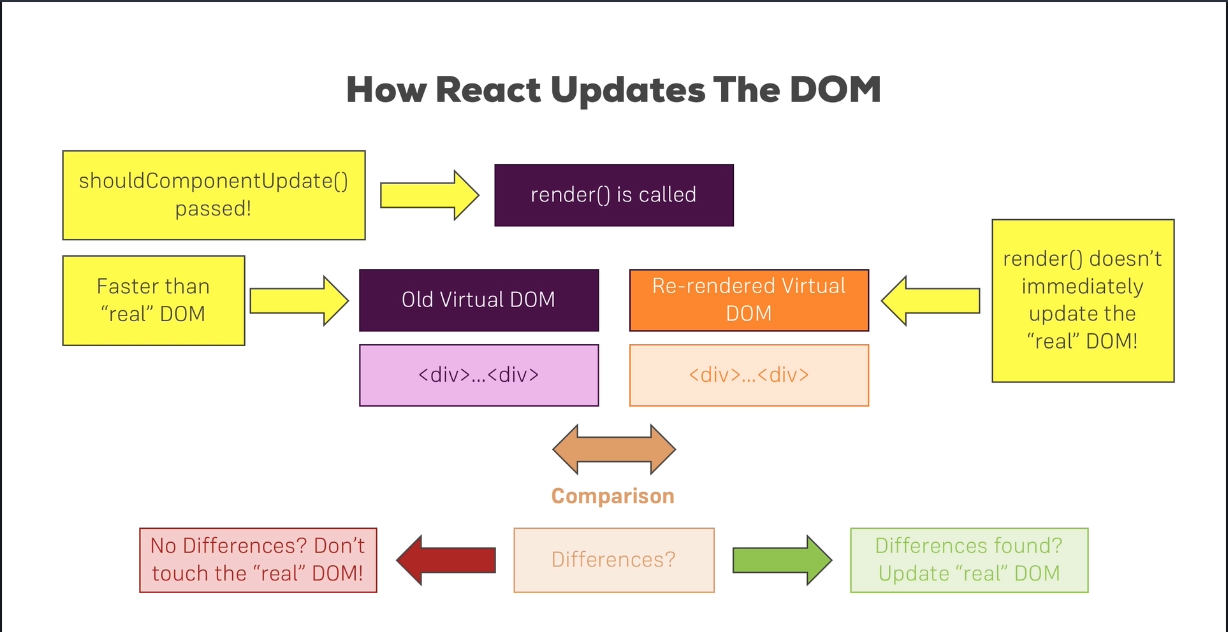 How React Updates The DOM
shouldComponentUpdate()
passed!
render() is called
Faster than
“real” DOM
Old Virtual DOM
Re-rendered Virtual
DOM
render() doesn’t
immediately
update the
“real” DOM!
<div>...<div>
<div>...<div>
Comparison
No Differences? Don’t
touch the “real” DOM!
Differences?
Differences found?
Update “real” DOM